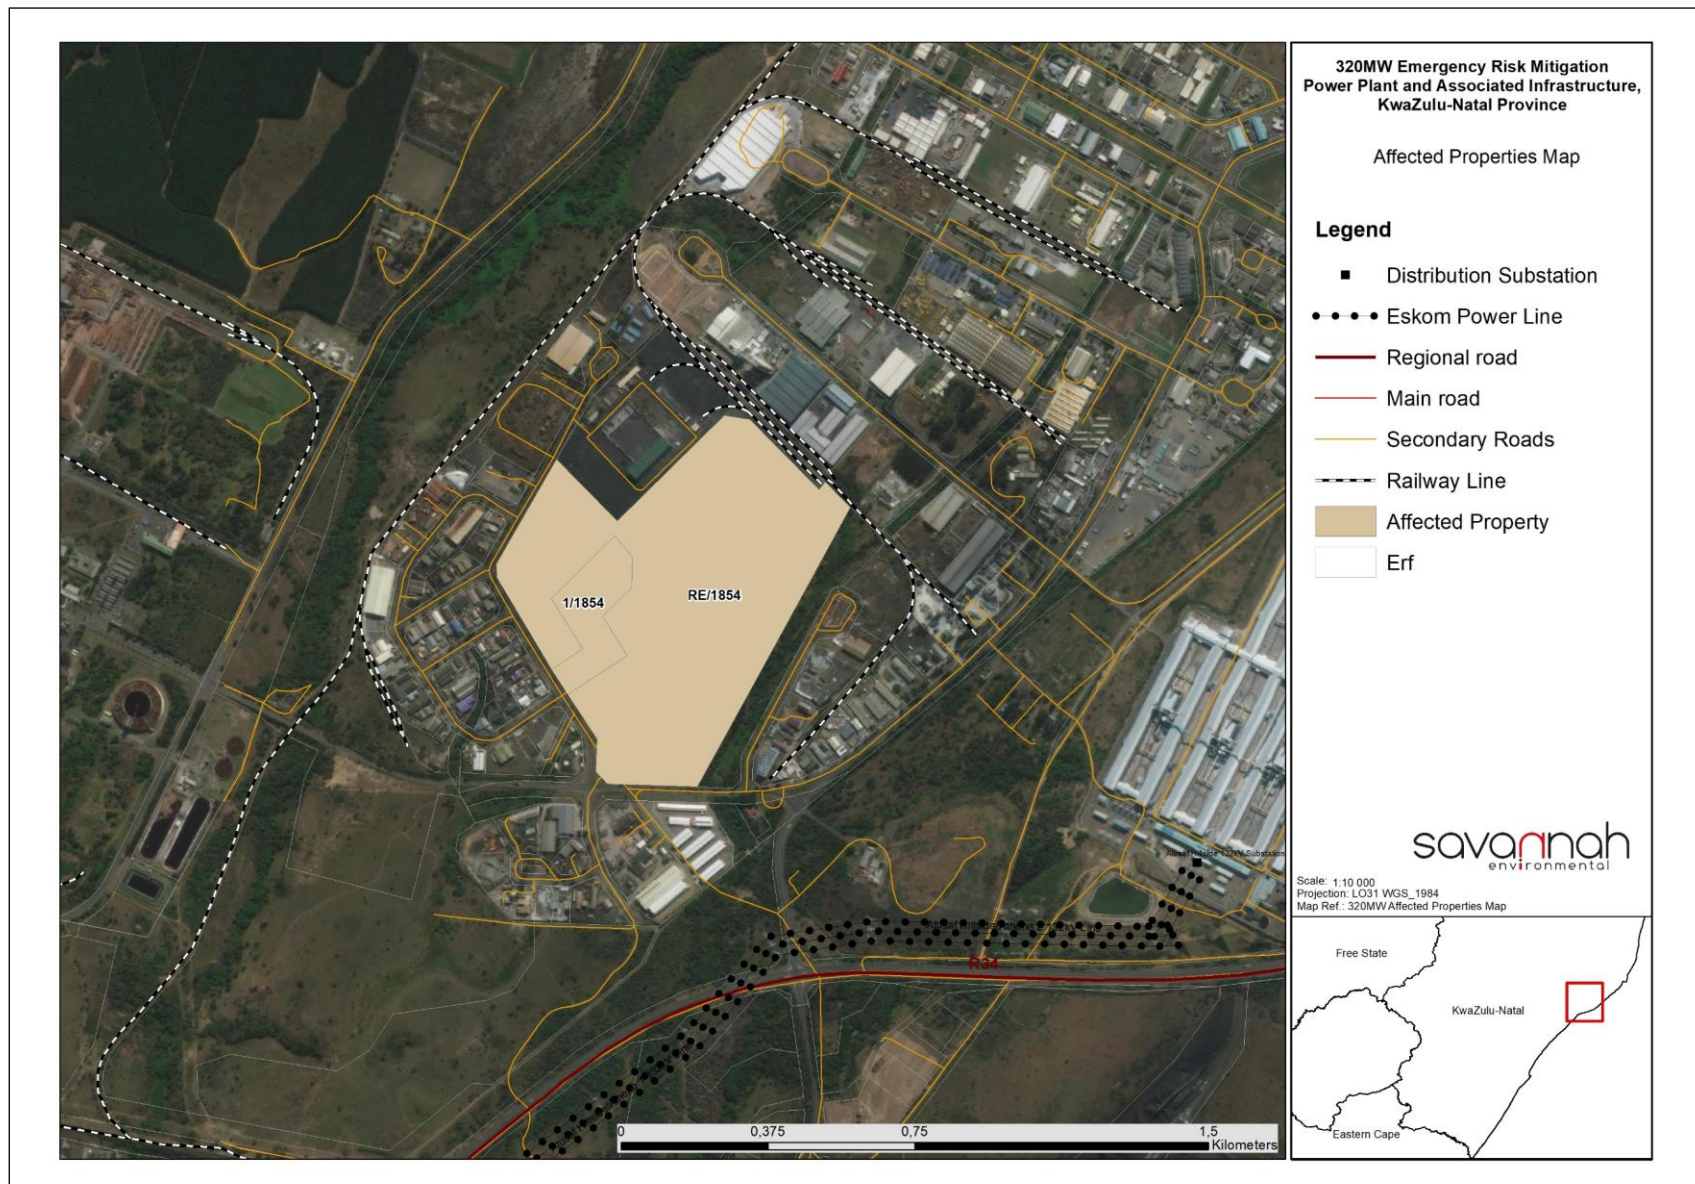 320MW Emergency Risk Mitigation
Power Plant and Associated Infrastructure,
KwaZulu-Natal Province
Affected Properties Map
Legend
Distribution Substation
Eskom Power Line
Regional road
Main road
Secondary Roads
Railway Line
Affected Property
Erf
savannah
environmental
Scale: 1:10 000
Projection: LO31 WGS_1984
Map Ref.: 320MW Affected Properties Map
Free State
KwaZulu-Natal
Eastern Cape
1/1854
RE/1854
Substation
R34
0 0,375 0,75 1,5
Kilometers